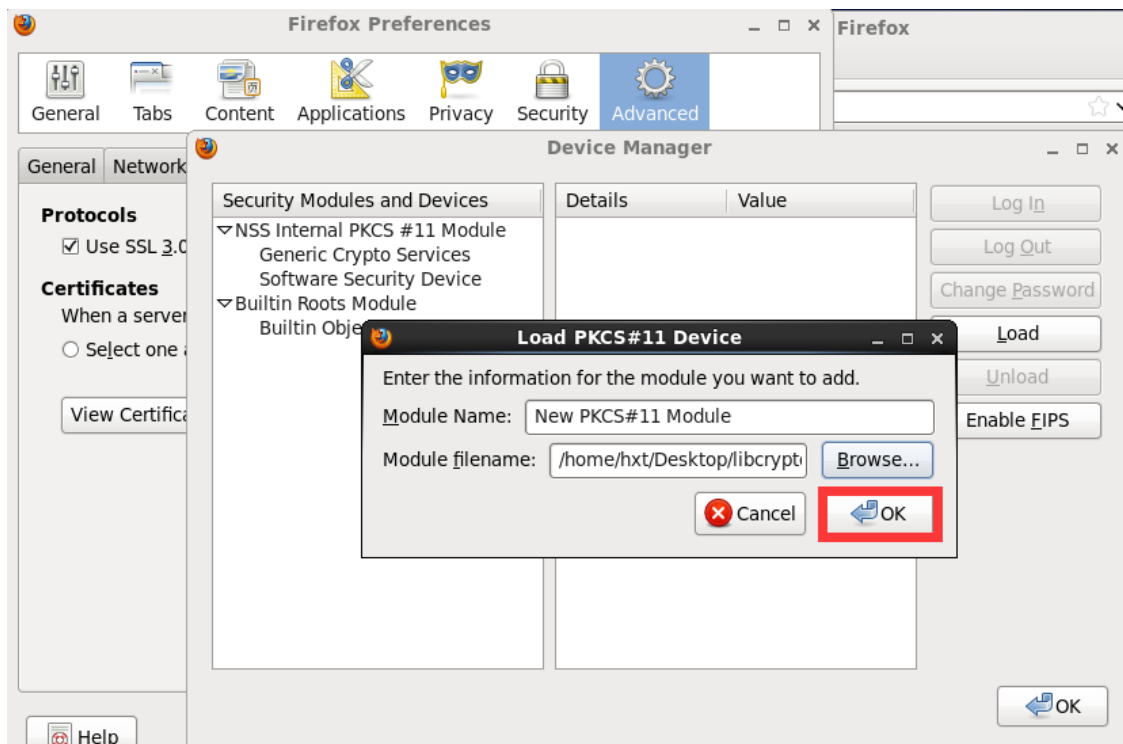 Firefox Preferences
Firefox
General Tabs Content Applications Privacy Security Advanced
Device Manager
General Network
Protocols
Use SSL 3.0
Certificates
When a server
Select one
View
Security Modules and Devices
NSS Internal PKCS #11 Module
Generic Crypto Services
Software Security Device
Builtin Roots Module
Builtin
Details Value
Log In
Log Out
Change Password
Load
Unload
Enable FIPS
Load PKCS#11 Device
Enter the information for the module you want to add.
Module Name: New PKCS#11 Module
Module filename: /home/hxt/Desktop/libcrypt
Browse...
Cancel OK
OK
Help